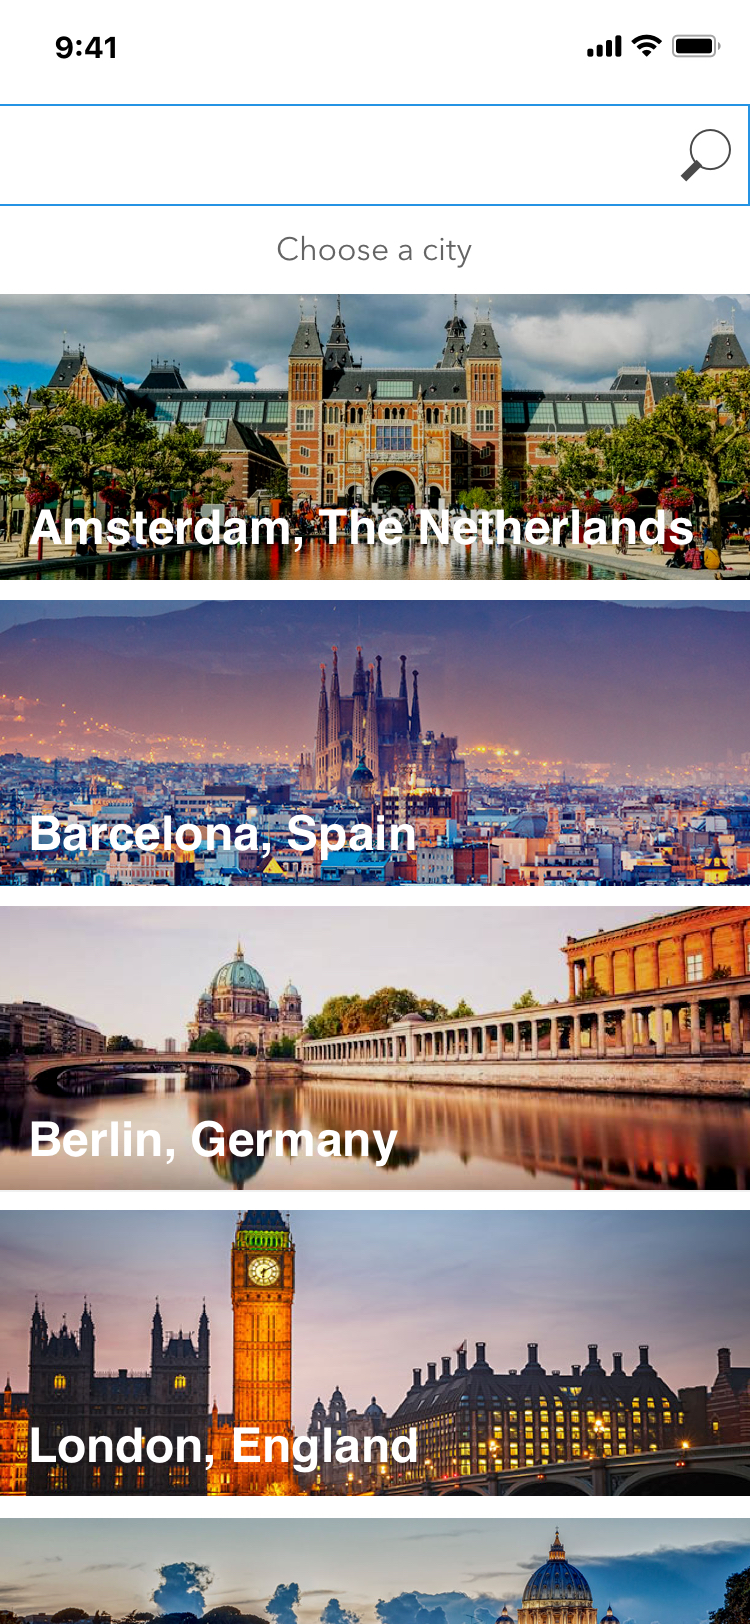 9:41
Choose a city
Amsterdam, The Netherlands
Barcelona, Spain
Berlin, Germany
London, England